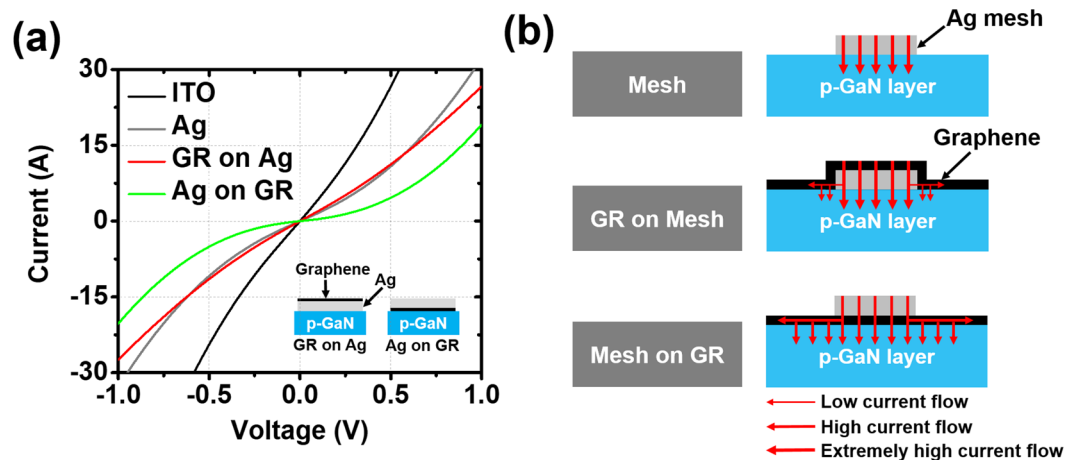 (a)
30
15
0
-15
-30
Current (A)
ITO
Ag
GR on Ag
Ag on GR
Graphene
Ag
p-GaN
p-GaN
GR on Ag
Ag on GR
-1.0
-0.5
0.0
0.5
1.0
Voltage (V)
(b)
Mesh
Ag mesh
p-GaN layer
GR on Mesh
Graphene
p-GaN layer
Mesh on GR
p-GaN layer
Low current flow
High current flow
Extremely high current flow